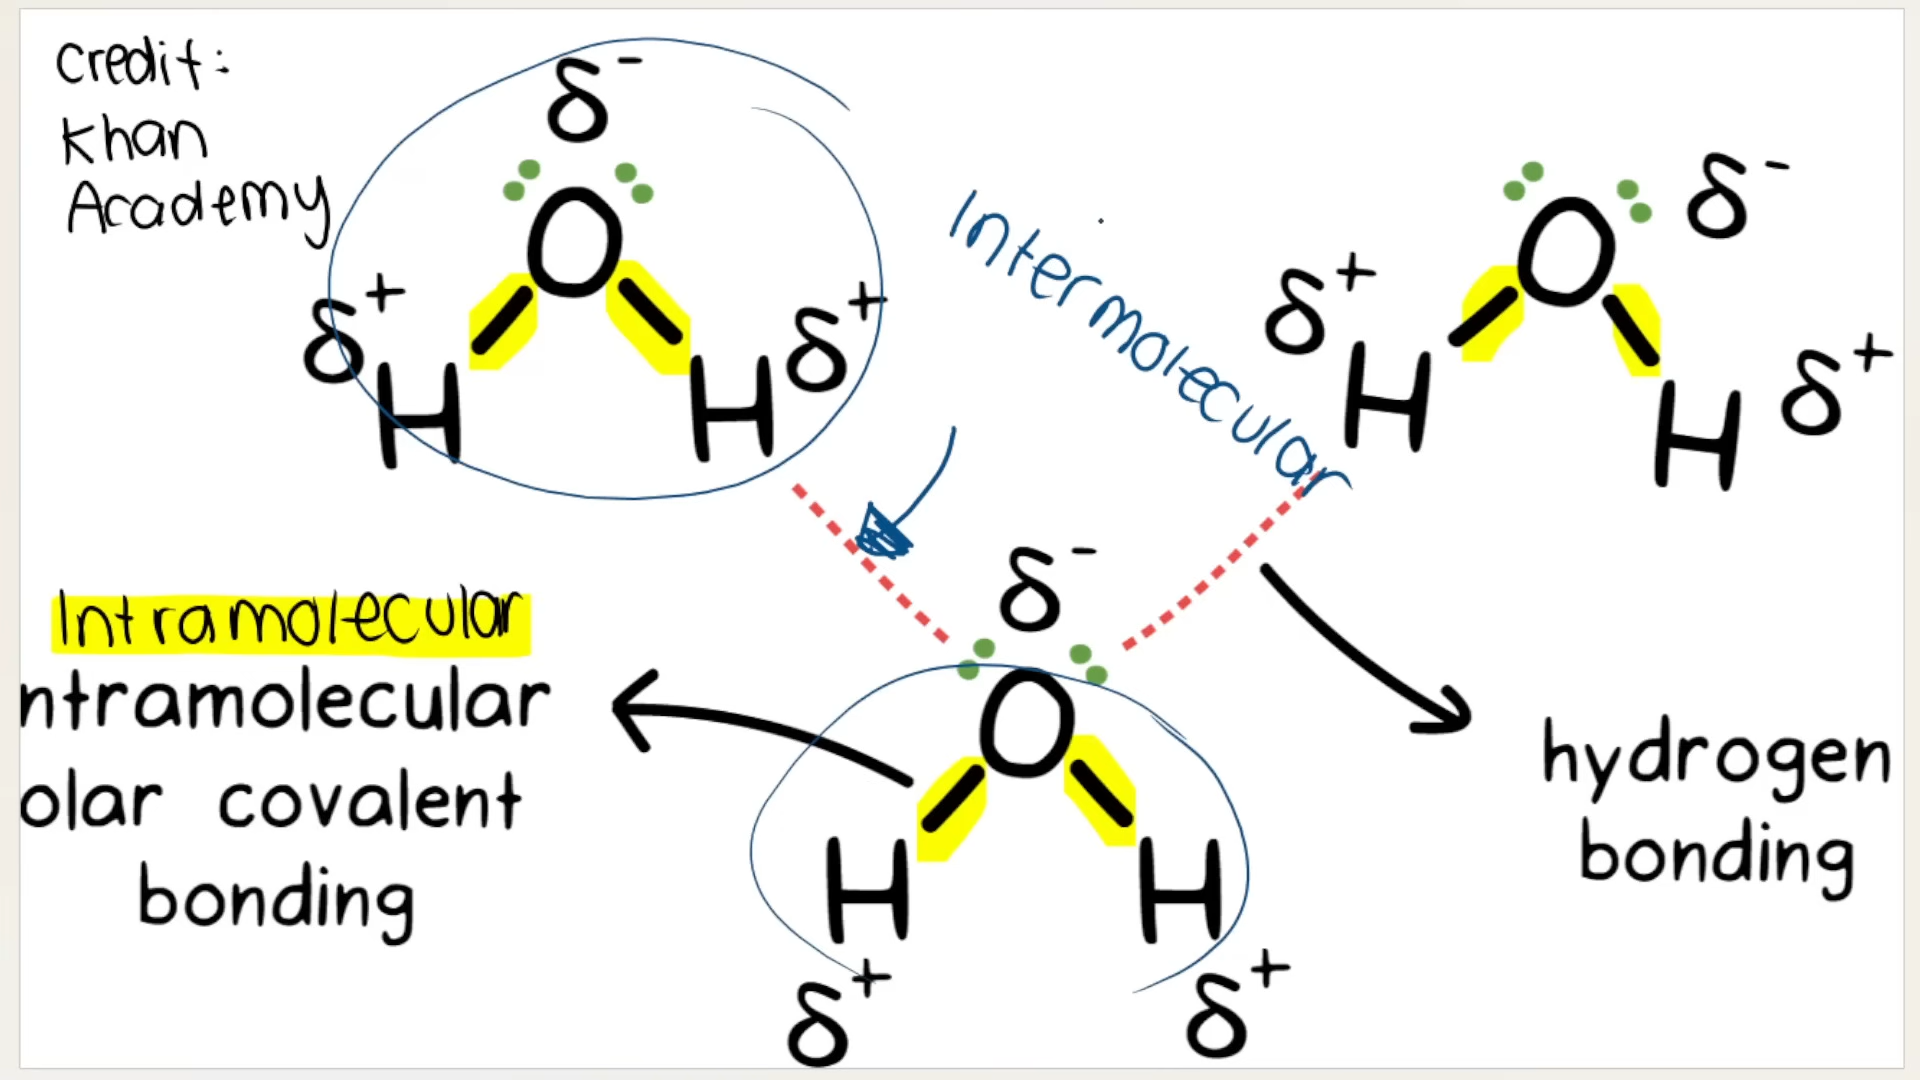 credit:
Khan
Academy
δ -
O
δ +
H
H
δ +
Intermolecular
δ -
O
δ +
H
H
δ +
Intramolecular
ntramolecular
olar covalent
bonding
δ -
O
H
H
δ +
δ +
hydrogen
bonding